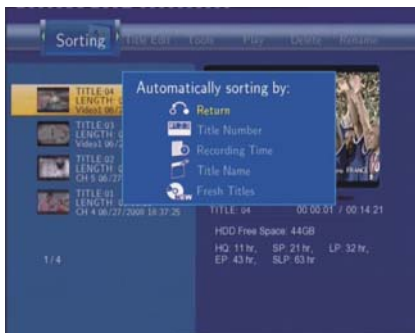 Sorting Title Edit Tools Play Delete Rename
Automatically sorting by:
Return
Title Number
Recording Time
Title Name
Fresh Titles
TITLE:04
LENGTH:
Video1 06/2
TITLE:03
LENGTH:
Video1 06/2
TITLE:02
LENGTH:
CH 5 06/27
TITLE:01
LENGTH:
CH 4 06/27/2008 18:37:25
1/4
FRANCE
TITLE: 04 00:00:01 / 00:14:21
HDD Free Space: 44GB
HQ: 11 hr, SP: 21 hr, LP: 32 hr,
EP: 43 hr, SLP: 63 hr